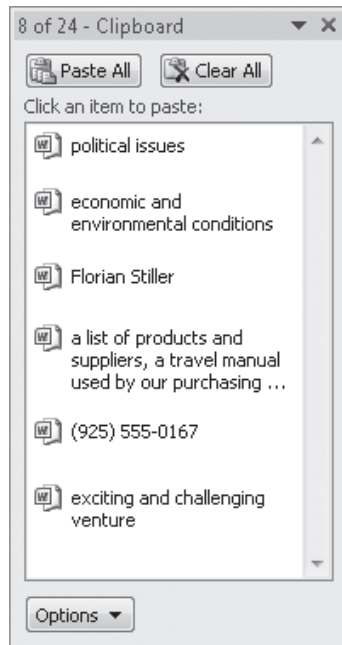 8 of 24 - Clipboard
Paste All
Clear All
Click an item to paste:
political issues
economic and
environmental conditions
Florian Stiller
a list of products and
suppliers, a travel manual
used by our purchasing ...
(925) 555-0167
exciting and challenging
venture
Options